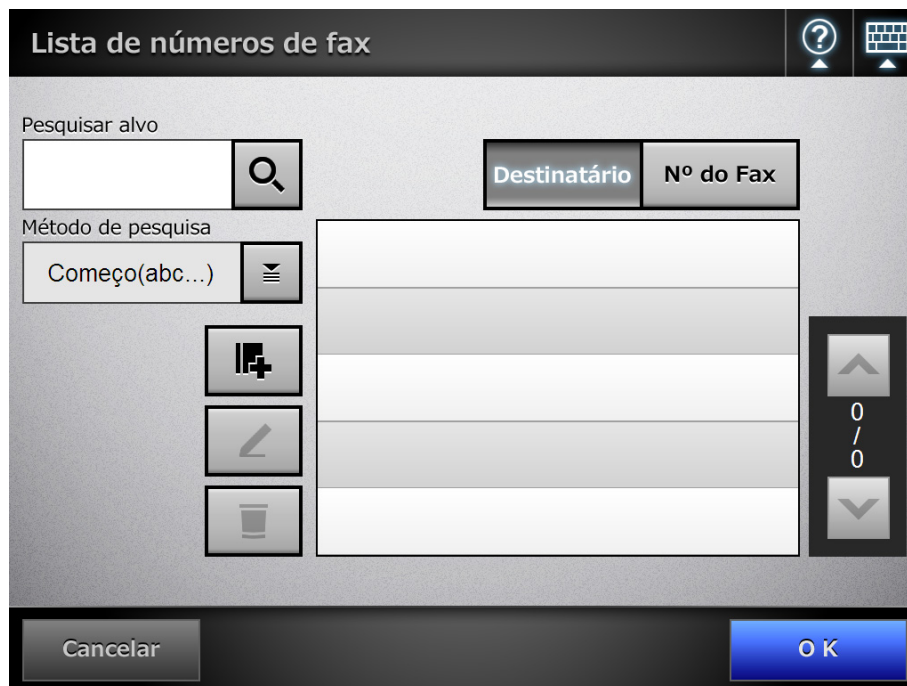 Lista de números de fax
?
Pesquisar alvo
Destinatário
Nº do Fax
Método de pesquisa
Começo(abc...)
0
/
0
Cancelar
O K